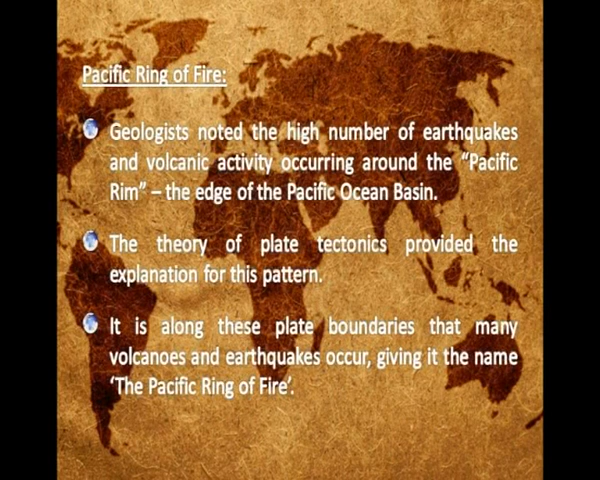 Pacific Ring of Fire:
Geologists noted the high number of earthquakes
and volcanic activity occurring around the “Pacific
Rim” – the edge of the Pacific Ocean Basin.
The theory of plate tectonics provided the
explanation for this pattern.
It is along these plate boundaries that many
volcanoes and earthquakes occur, giving it the name
‘The Pacific Ring of Fire’.